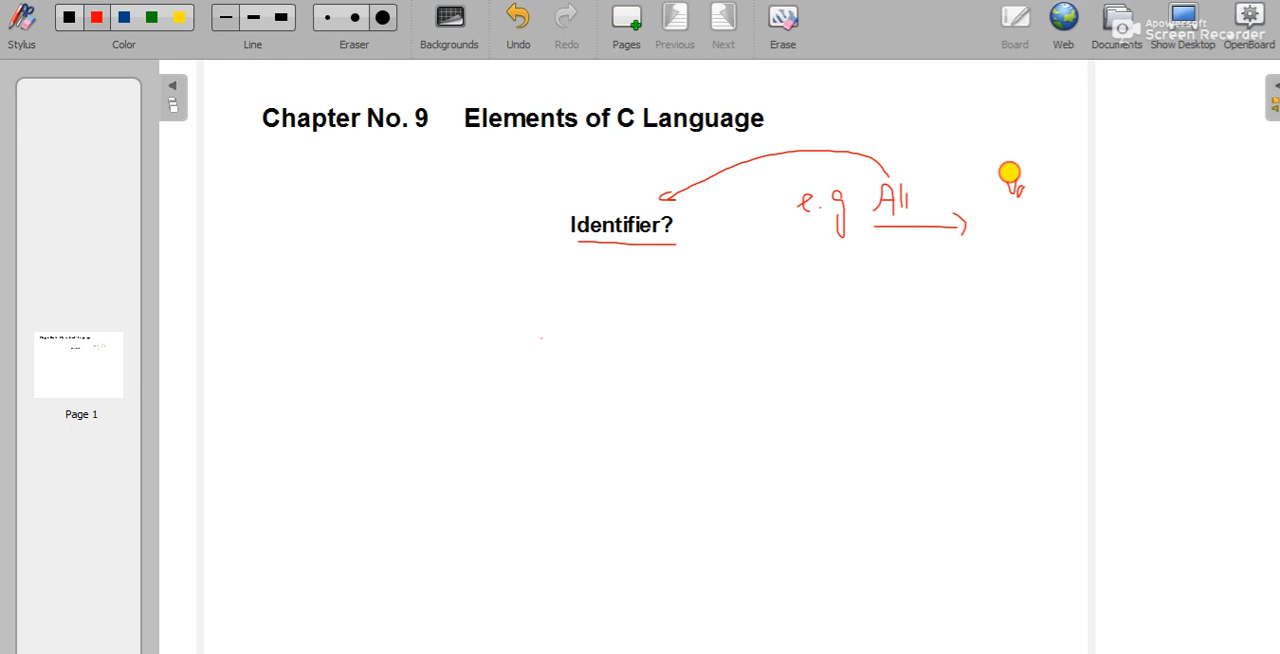 Stylus Color Line Eraser Backgrounds Undo Redo Pages Previous Next Erase Board Web Documents Show Desktop OpenBoard
Apowersoft
Screen Recorder
Chapter No. 9 Elements of C Language
e.g Ali
Identifier?
Page 1